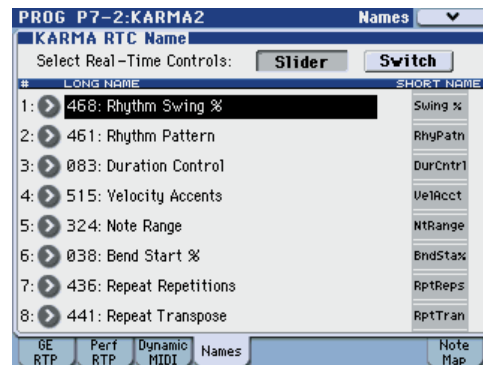 PROG P7-2:KARMA2 Names
KARMA RTC Name
Select Real-Time Controls: Slider Switch
# LONG NAME SHORT NAME
1: 468: Rhythm Swing % Swing %
2: 461: Rhythm Pattern RhyPatn
3: 083: Duration Control DurCntrl
4: 515: Velocity Accents VelAcct
5: 324: Note Range NtRange
6: 038: Bend Start % BndSta%
7: 436: Repeat Repetitions RptReps
8: 441: Repeat Transpose RptTran
GE RTP Perf RTP Dynamic MIDI Names Note Map